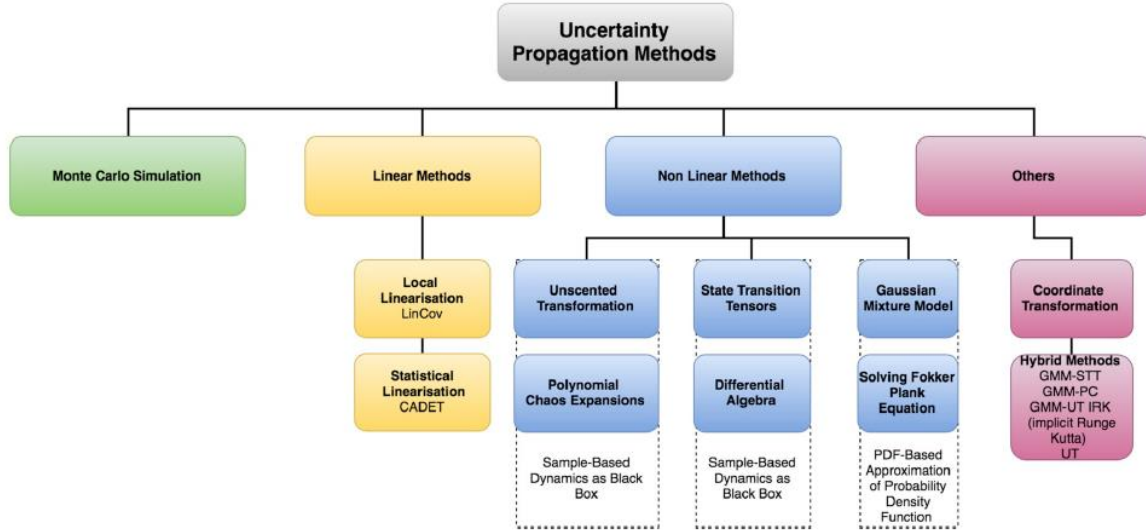 Uncertainty
Propagation Methods
Monte Carlo Simulation
Linear Methods
Non Linear Methods
Others
Local
Linearisation
LinCov
Statistical
Linearisation
CADET
Unscented
Transformation
Polynomial
Chaos Expansions
Sample-Based
Dynamics as Black
Box
State Transition
Tensors
Differential
Algebra
Sample-Based
Dynamics as
Black Box
Gaussian
Mixture Model
Solving Fokker
Plank
Equation
PDF-Based
Approximation
of Probability
Density
Function
Coordinate
Transformation
Hybrid Methods
GMM-STT
GMM-PC
GMM-UT IRK
(implicit Runge
Kutta)
UT